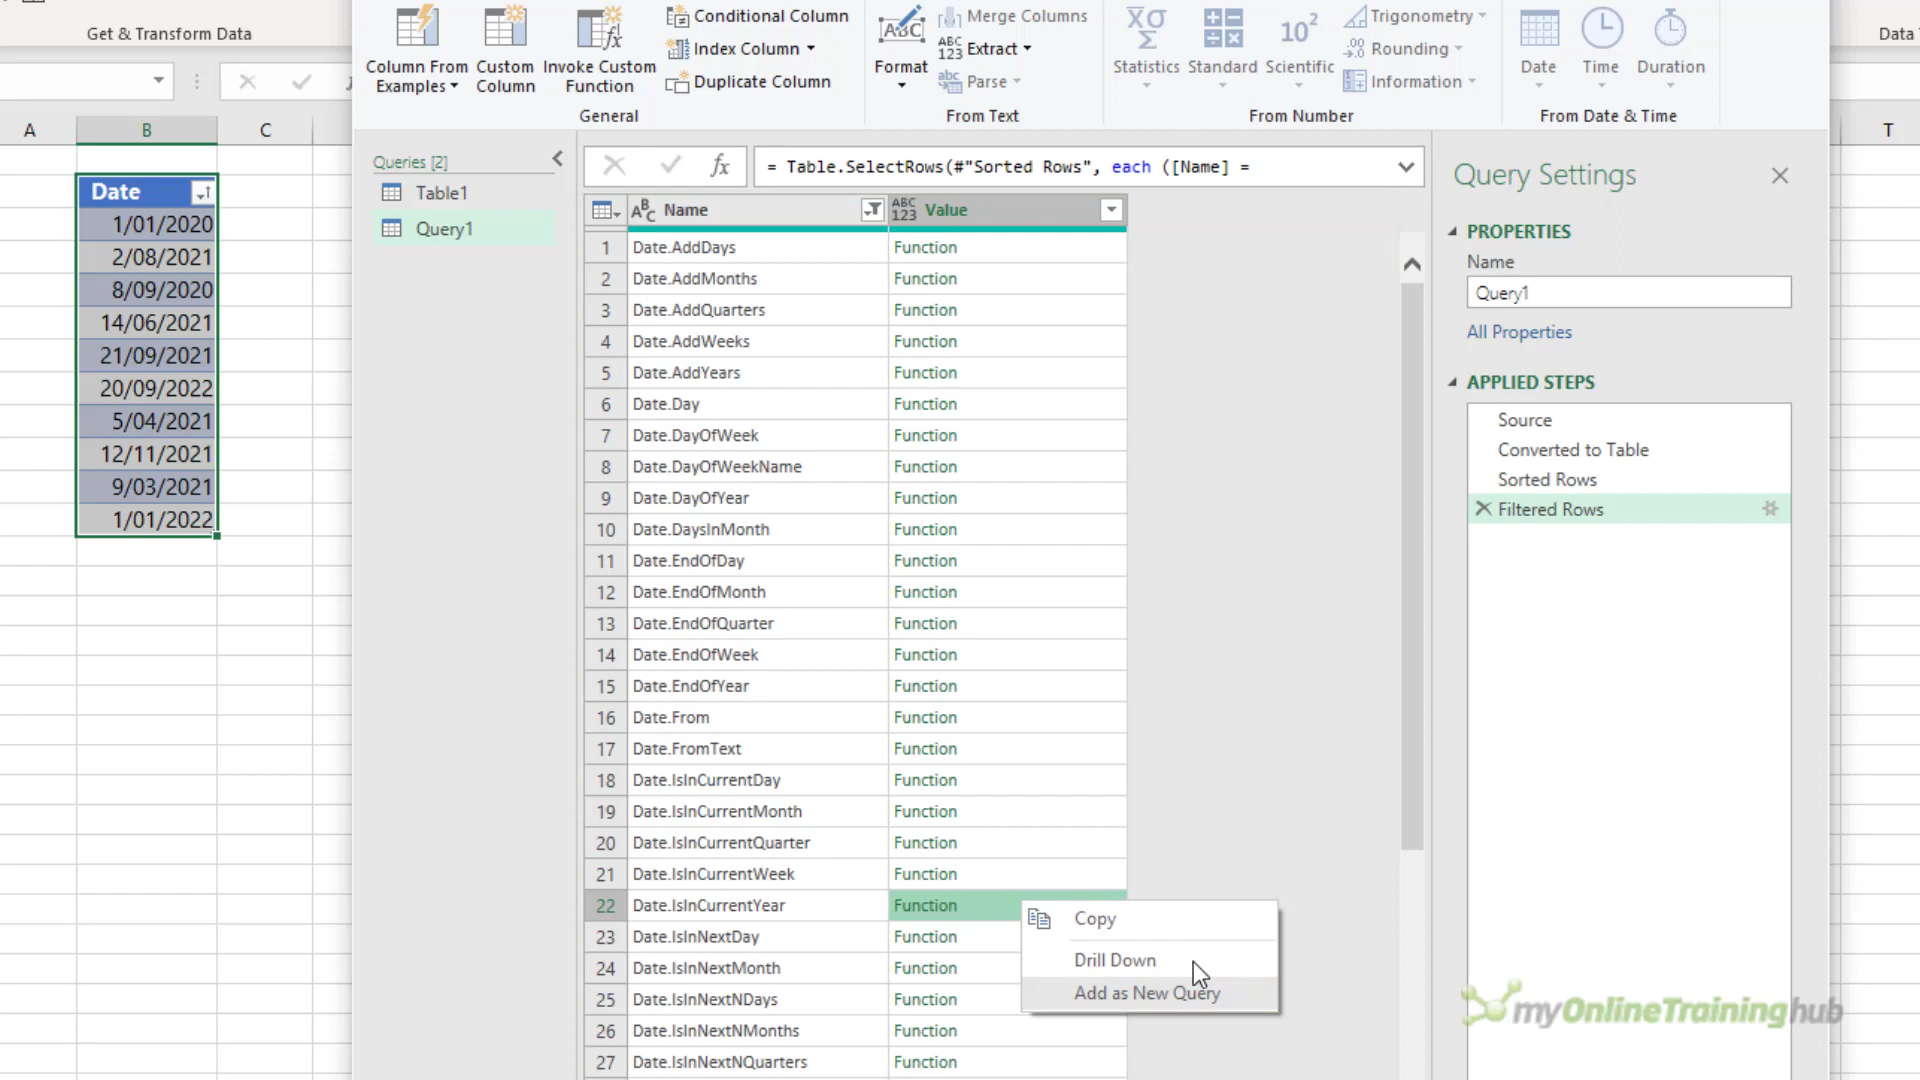 Get & Transform Data
Column From Examples
Custom Column
Invoke Custom Function
Conditional Column
Index Column
Duplicate Column
General
ABC
Format
Merge Columns
ABC 123 Extract
abc Parse
From Text
Χσ Σ
Statistics
Standard
10²
Scientific
Trigonometry
.00 Rounding
Information
From Number
Date
Time
Duration
From Date & Time
Data
A
B
C
T
Date
1/01/2020
2/08/2021
8/09/2020
14/06/2021
21/09/2021
20/09/2022
5/04/2021
12/11/2021
9/03/2021
1/01/2022
Queries [2]
Table1
Query1
fx
= Table.SelectRows(#"Sorted Rows", each ([Name] =
ABC Name
ABC 123 Value
1 Date.AddDays Function
2 Date.AddMonths Function
3 Date.AddQuarters Function
4 Date.AddWeeks Function
5 Date.AddYears Function
6 Date.Day Function
7 Date.DayOfWeek Function
8 Date.DayOfWeekName Function
9 Date.DayOfYear Function
10 Date.DaysInMonth Function
11 Date.EndOfDay Function
12 Date.EndOfMonth Function
13 Date.EndOfQuarter Function
14 Date.EndOfWeek Function
15 Date.EndOfYear Function
16 Date.From Function
17 Date.FromText Function
18 Date.IsInCurrentDay Function
19 Date.IsInCurrentMonth Function
20 Date.IsInCurrentQuarter Function
21 Date.IsInCurrentWeek Function
22 Date.IsInCurrentYear Function
23 Date.IsInNextDay Function
24 Date.IsInNextMonth Function
25 Date.IsInNextNDays Function
26 Date.IsInNextNMonths Function
27 Date.IsInNextNQuarters Function
Copy
Drill Down
Add as New Query
Query Settings
PROPERTIES
Name
Query1
All Properties
APPLIED STEPS
Source
Converted to Table
Sorted Rows
Filtered Rows
myOnlineTraininghub